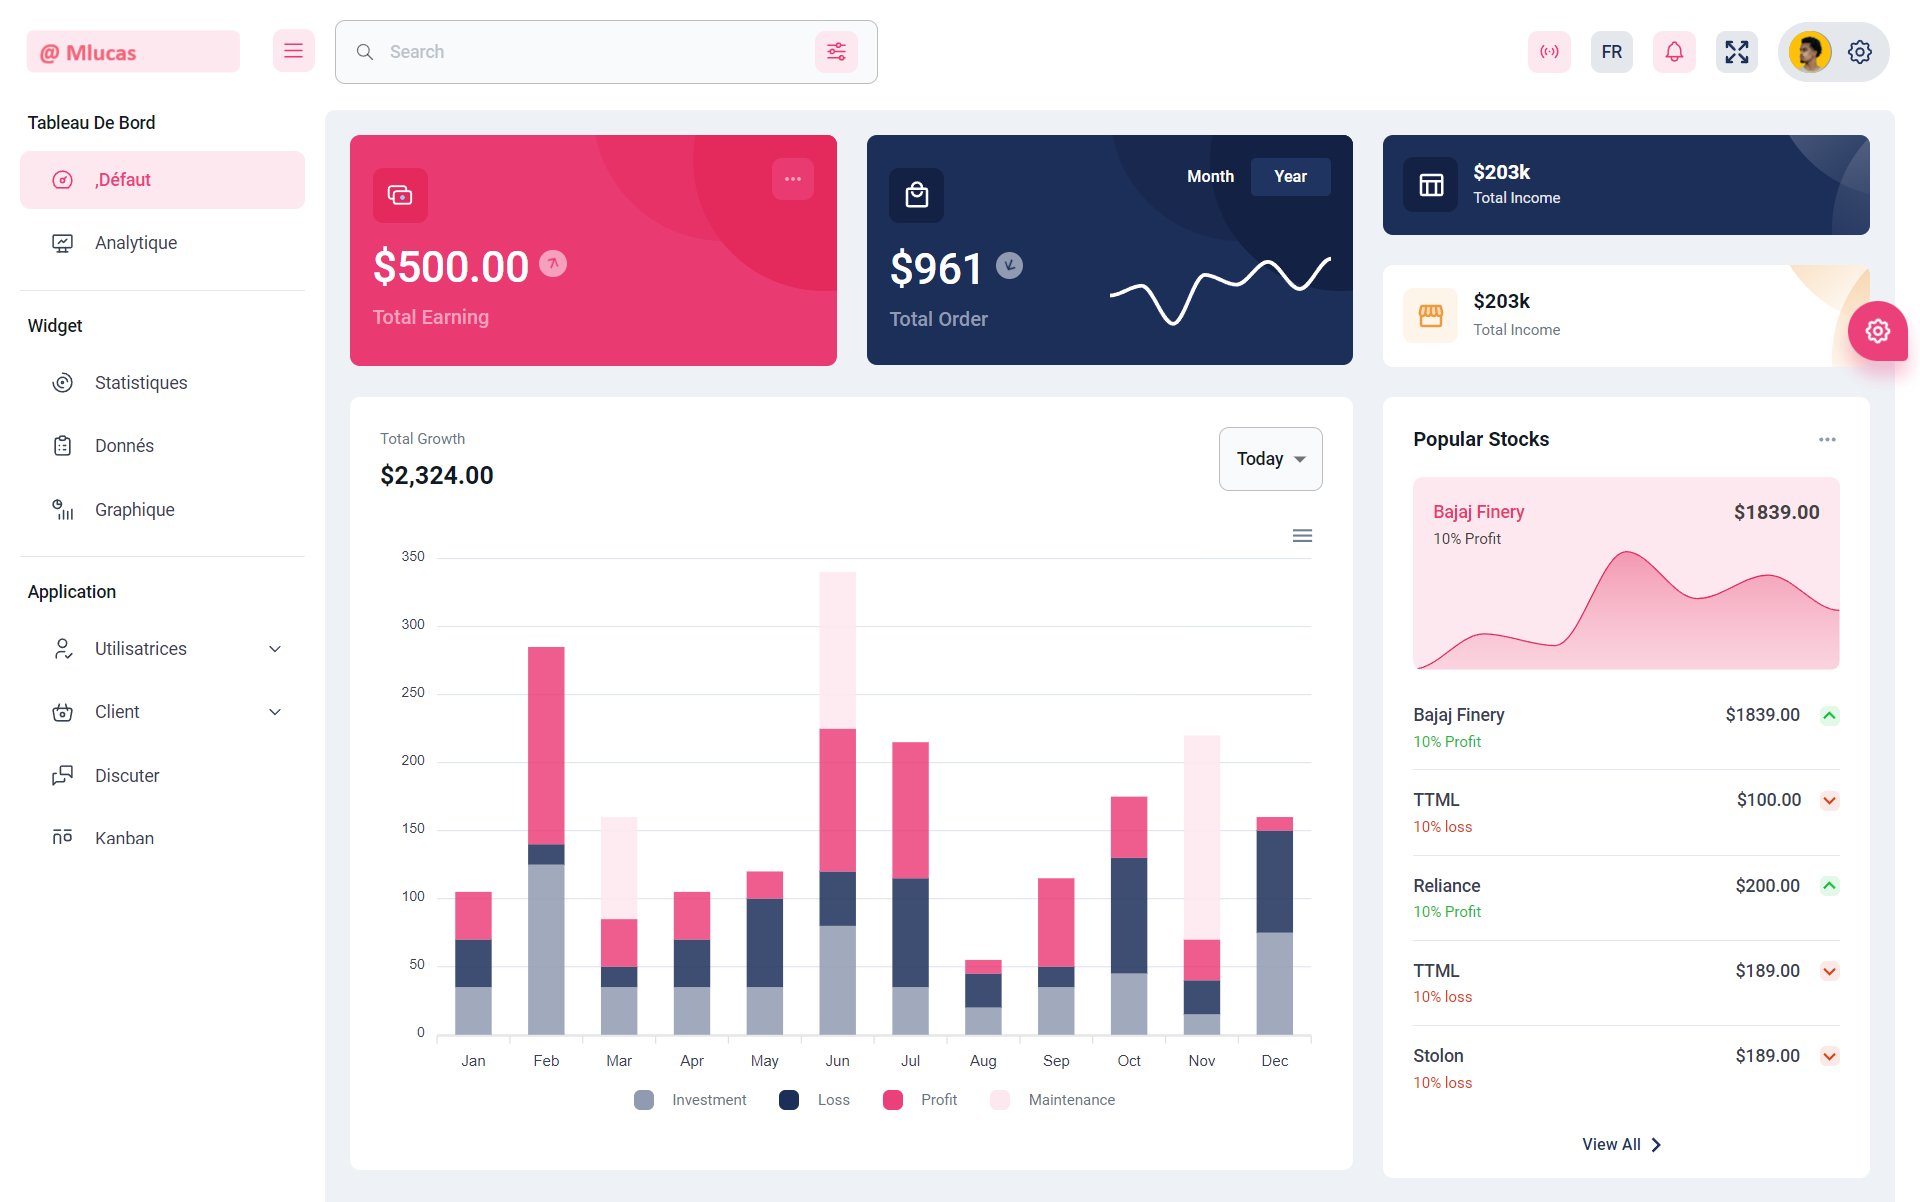 @ Mlucas
Search
FR
Tableau De Bord
,Défaut
Analytique
Widget
Statistiques
Donnés
Graphique
Application
Utilisatrices
Client
Discuter
Kanban
$500.00
Total Earning
Month Year
$961
Total Order
$203k
Total Income
$203k
Total Income
Total Growth
$2,324.00
Today
350
300
250
200
150
100
50
0
Jan Feb Mar Apr May Jun Jul Aug Sep Oct Nov Dec
Investment Loss Profit Maintenance
Popular Stocks
Bajaj Finery $1839.00
10% Profit
Bajaj Finery $1839.00
10% Profit
TTML $100.00
10% loss
Reliance $200.00
10% Profit
TTML $189.00
10% loss
Stolon $189.00
10% loss
View All